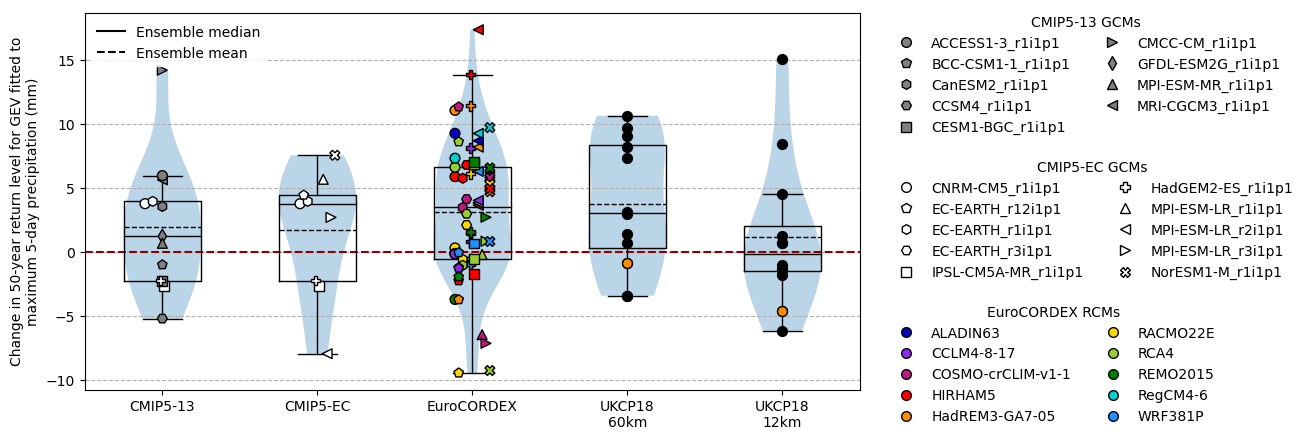 Change in 50-year return level for GEV fitted to
maximum 5-day precipitation (mm)
Ensemble median
Ensemble mean
15
10
5
0
−5
−10
CMIP5-13
CMIP5-EC
EuroCORDEX
UKCP18
60km
UKCP18
12km
CMIP5-13 GCMs
ACCESS1-3_r1i1p1
BCC-CSM1-1_r1i1p1
CanESM2_r1i1p1
CCSM4_r1i1p1
CESM1-BGC_r1i1p1
CMCC-CM_r1i1p1
GFDL-ESM2G_r1i1p1
MPI-ESM-MR_r1i1p1
MRI-CGCM3_r1i1p1
CMIP5-EC GCMs
CNRM-CM5_r1i1p1
EC-EARTH_r12i1p1
EC-EARTH_r1i1p1
EC-EARTH_r3i1p1
IPSL-CM5A-MR_r1i1p1
HadGEM2-ES_r1i1p1
MPI-ESM-LR_r1i1p1
MPI-ESM-LR_r2i1p1
MPI-ESM-LR_r3i1p1
NorESM1-M_r1i1p1
EuroCORDEX RCMs
ALADIN63
CCLM4-8-17
COSMO-crCLIM-v1-1
HIRHAM5
HadREM3-GA7-05
RACMO22E
RCA4
REMO2015
RegCM4-6
WRF381P